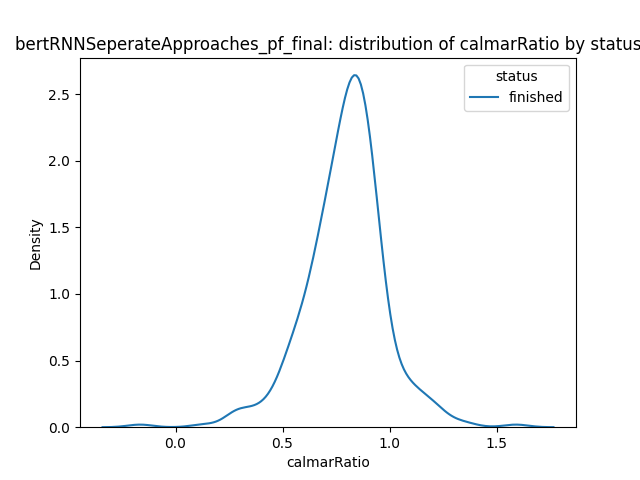 bertRNNSeperateApproaches_pf_final: distribution of calmarRatio by status
status
finished
Density
2.5
2.0
1.5
1.0
0.5
0.0
0.0 0.5 1.0 1.5
calmarRatio